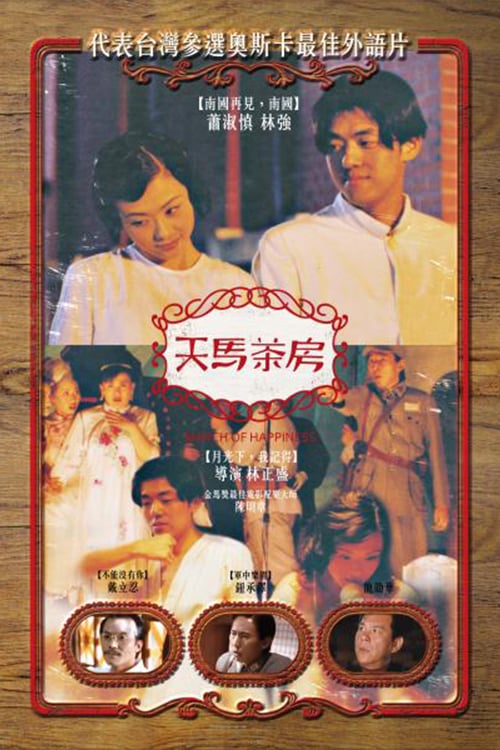 代表台灣參選奧斯卡最佳外語片
【南國再見，南國】
蕭淑慎 林強
天馬茶房
MARCH OF HAPPINESS
【月光下，我記得】
導演 林正盛
金馬獎最佳電影配樂大師
陳明章
【不能沒有你】
戴立忍
【軍中樂園】
鈕承澤